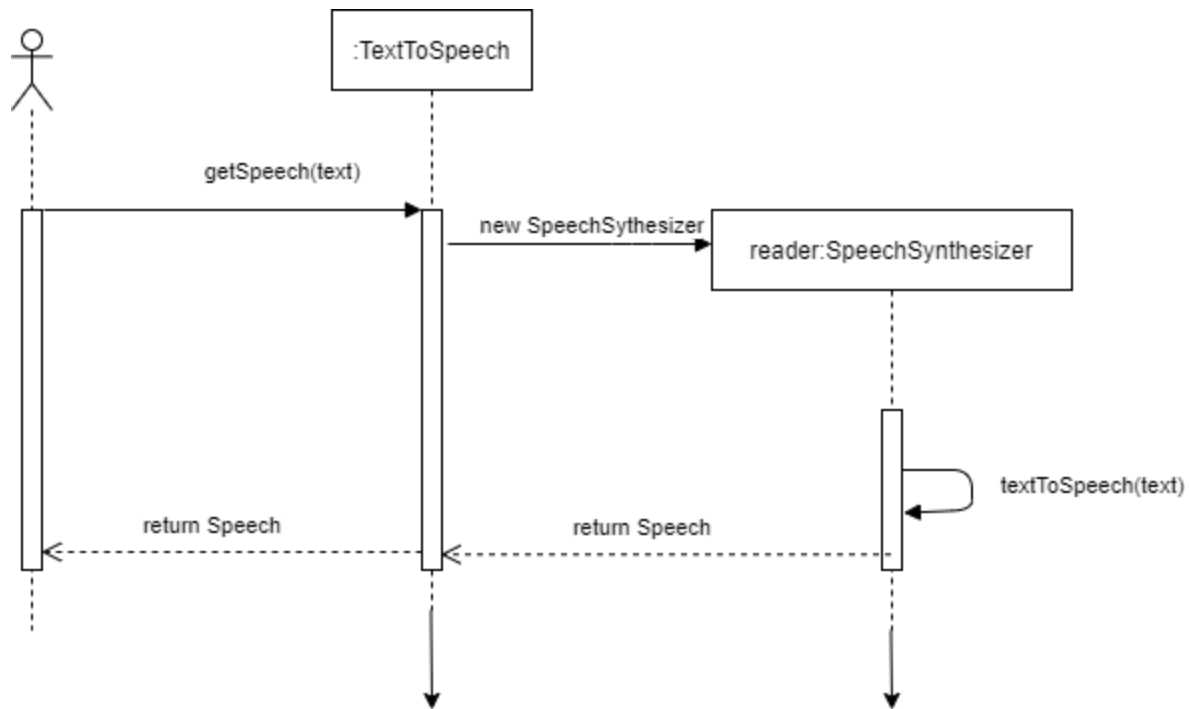 :TextToSpeech
getSpeech(text)
new SpeechSythesizer
reader:SpeechSynthesizer
textToSpeech(text)
return Speech
return Speech